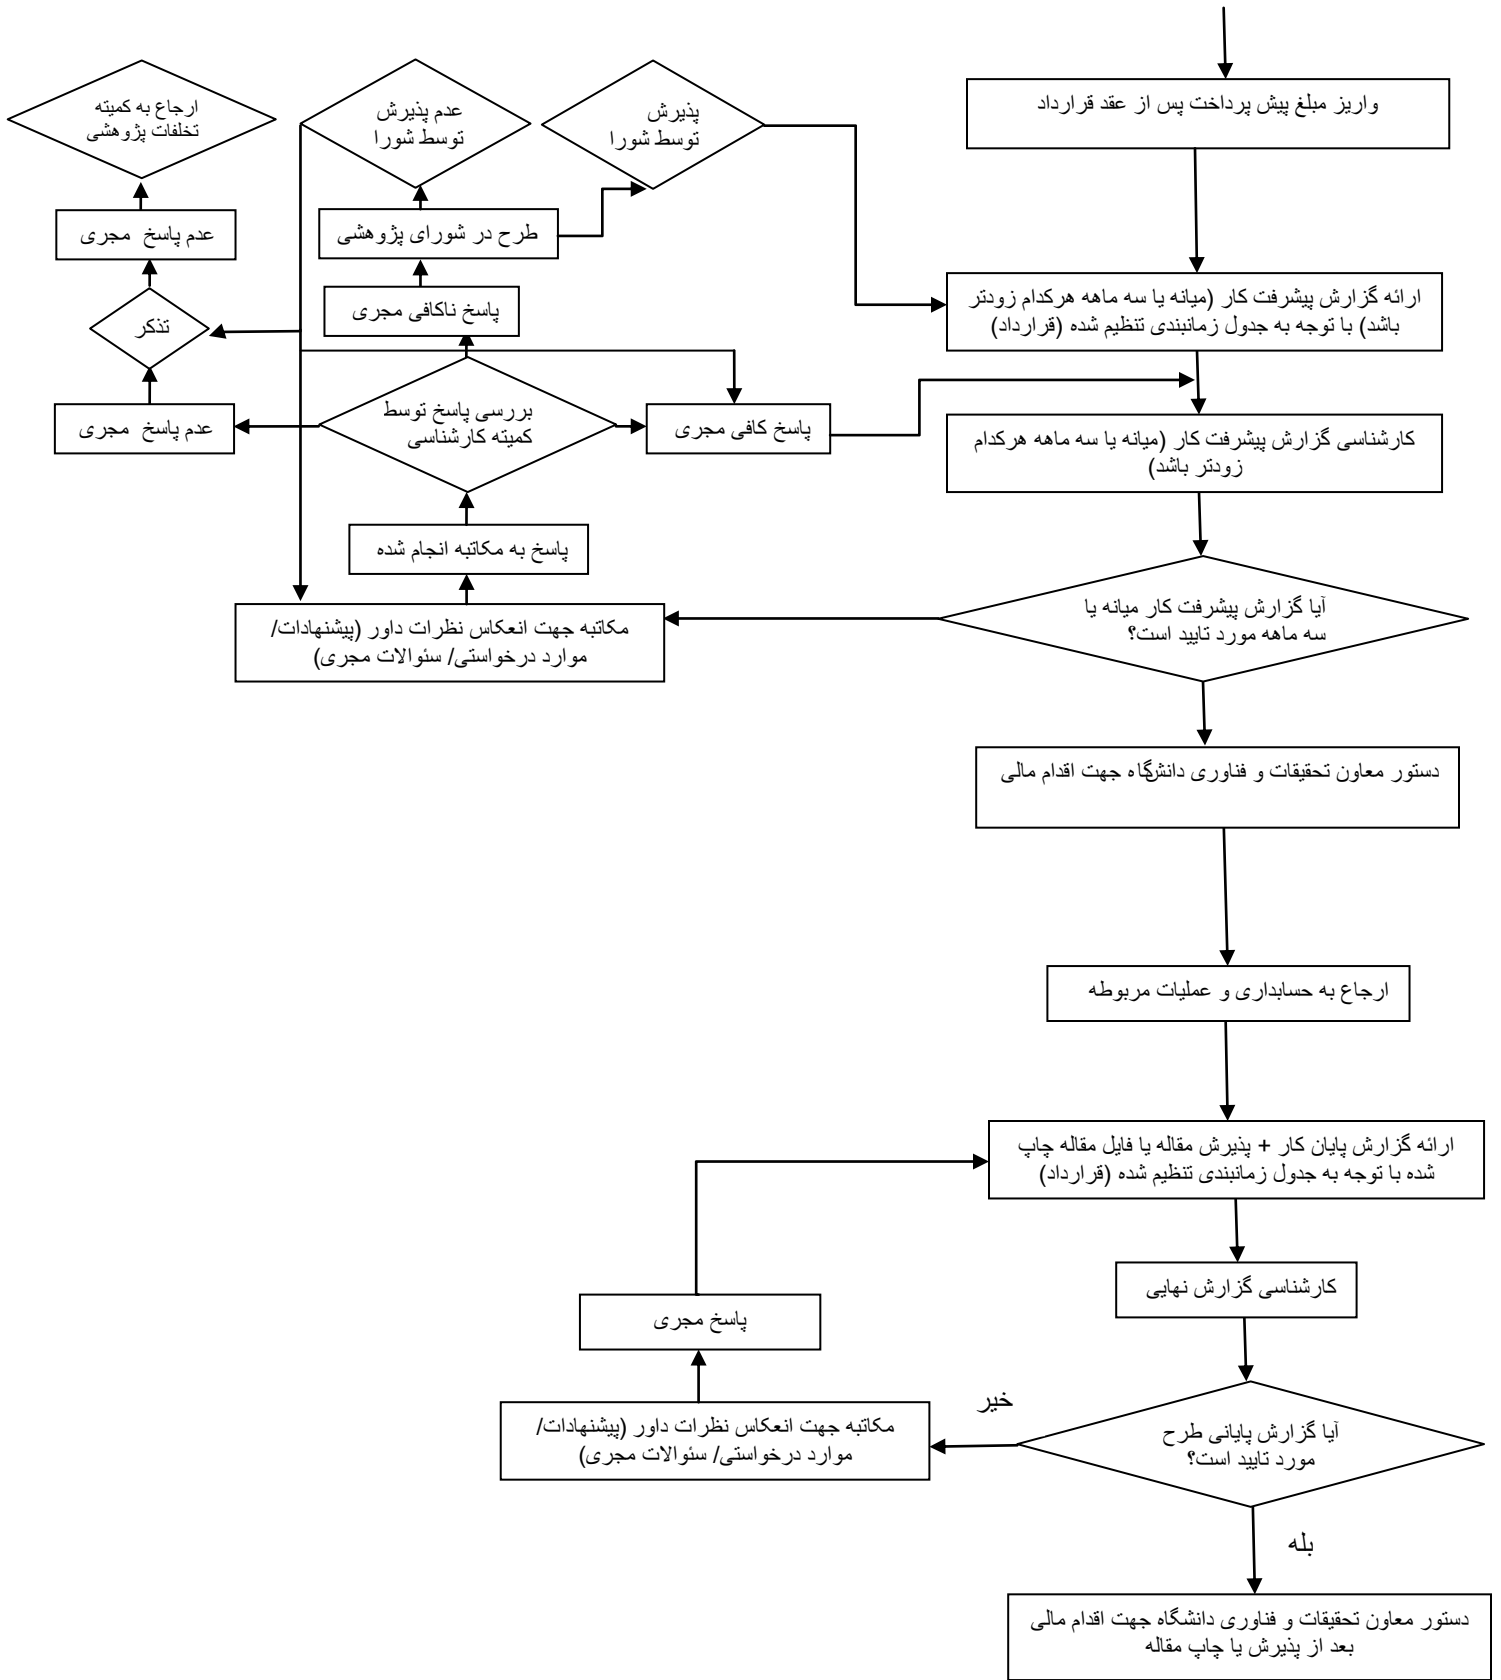 واریز مبلغ پیش پرداخت پس از عقد قرارداد
پذیرش
توسط شورا
عدم پذیرش
توسط شورا
ارجاع به کمیته
تخلفات پژوهشی
طرح در شورای پژوهشی
عدم پاسخ مجری
ارائه گزارش پیشرفت کار (میانه یا سه ماهه هرکدام زودتر
باشد) با توجه به جدول زمانبندی تنظیم شده (قرارداد)
پاسخ ناکافی مجری
تذکر
کارشناسی گزارش پیشرفت کار (میانه یا سه ماهه هرکدام
زودتر باشد)
پاسخ کافی مجری
بررسی پاسخ توسط
کمیته کارشناسی
عدم پاسخ مجری
پاسخ به مکاتبه انجام شده
آیا گزارش پیشرفت کار میانه یا
سه ماهه مورد تایید است؟
مکاتبه جهت انعکاس نظرات داور (پیشنهادات/
موارد درخواستی/ سئوالات مجری)
دستور معاون تحقیقات و فناوری دانشگاه جهت اقدام مالی
ارجاع به حسابداری و عملیات مربوطه
ارائه گزارش پایان کار + پذیرش مقاله یا فایل مقاله چاپ
شده با توجه به جدول زمانبندی تنظیم شده (قرارداد)
کارشناسی گزارش نهایی
پاسخ مجری
خیر
آیا گزارش پایانی طرح
مورد تایید است؟
مکاتبه جهت انعکاس نظرات داور (پیشنهادات/
موارد درخواستی/ سئوالات مجری)
بله
دستور معاون تحقیقات و فناوری دانشگاه جهت اقدام مالی
بعد از پذیرش یا چاپ مقاله